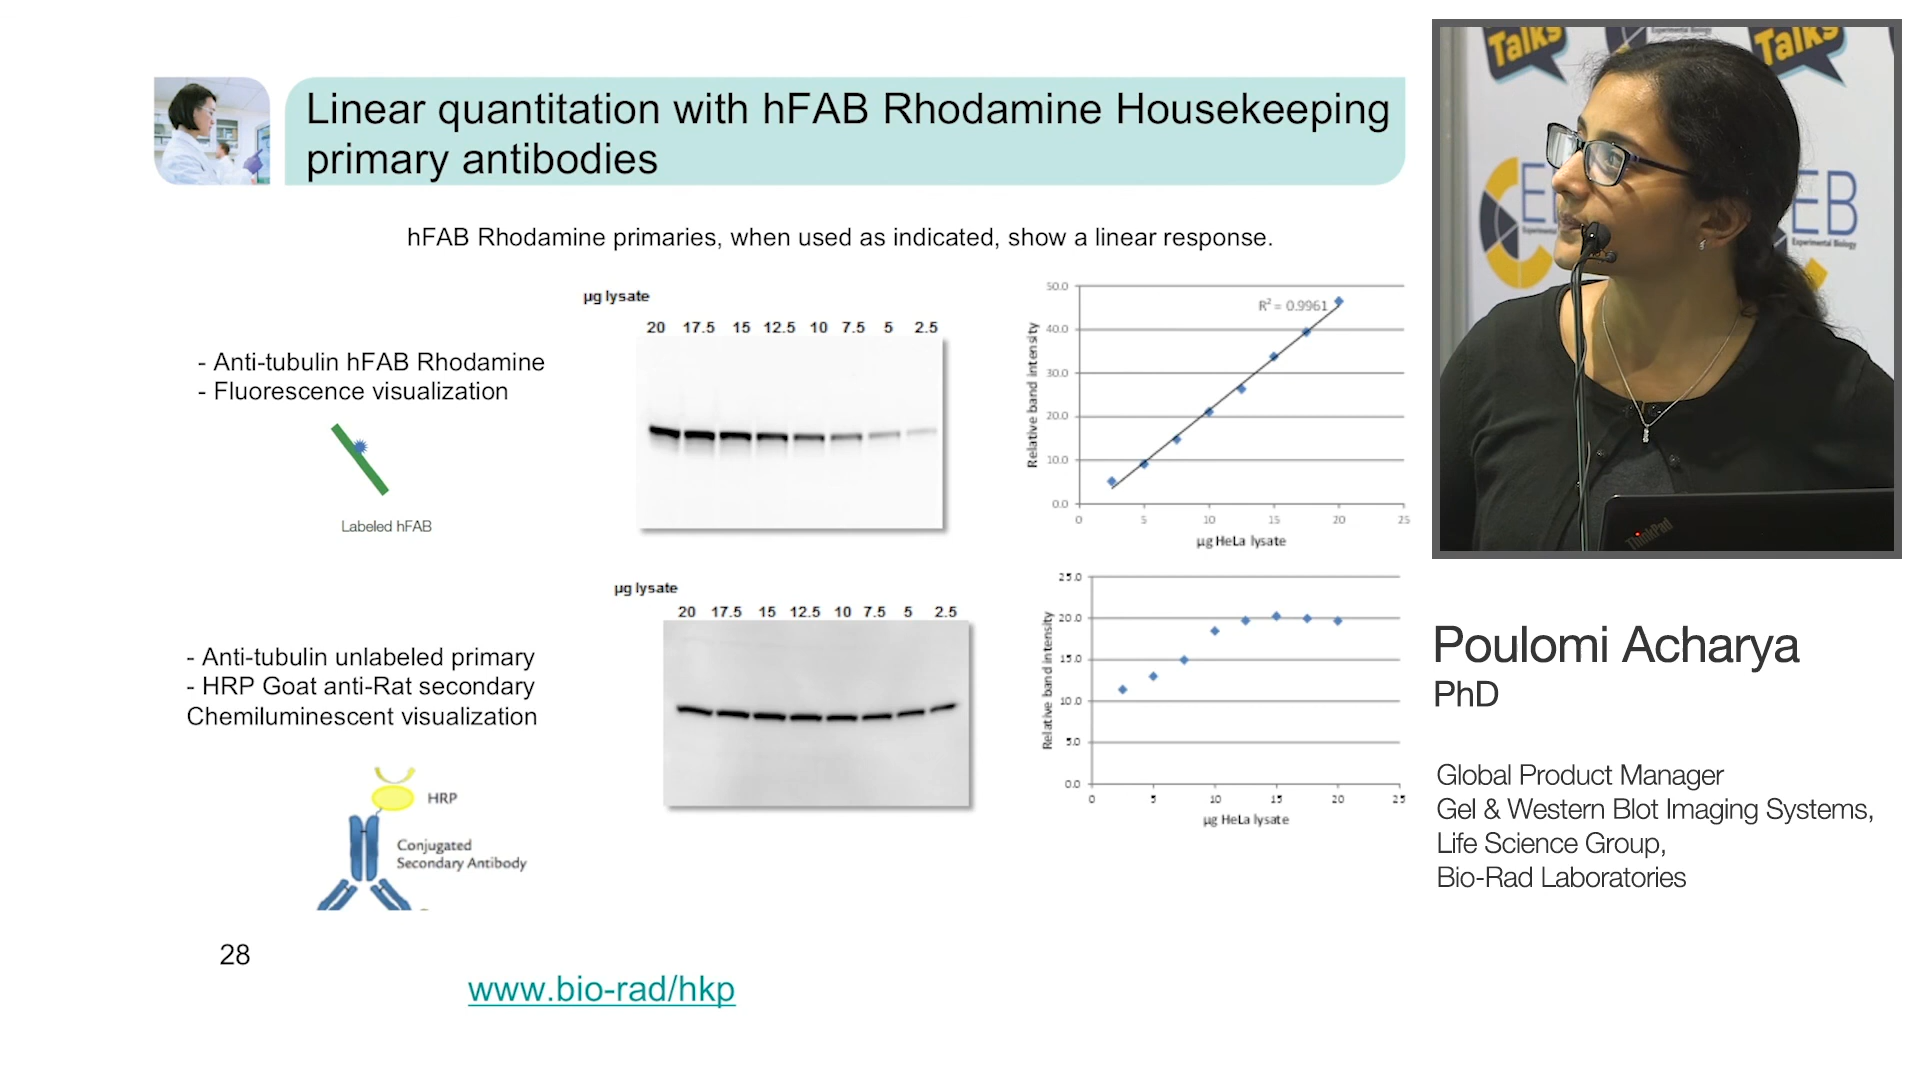 Linear quantitation with hFAB Rhodamine Housekeeping
primary antibodies
hFAB Rhodamine primaries, when used as indicated, show a linear response.
- Anti-tubulin hFAB Rhodamine
- Fluorescence visualization
Labeled hFAB
µg lysate
20 17.5 15 12.5 10 7.5 5 2.5
Relative band intensity
50.0
40.0
30.0
20.0
10.0
0.0
R² = 0.9961
0 5 10 15 20 25
µg HeLa lysate
- Anti-tubulin unlabeled primary
- HRP Goat anti-Rat secondary
Chemiluminescent visualization
HRP
Conjugated
Secondary Antibody
µg lysate
20 17.5 15 12.5 10 7.5 5 2.5
Relative band intensity
25.0
20.0
15.0
10.0
5.0
0.0
0 5 10 15 20 25
µg HeLa lysate
28
www.bio-rad/hkp
Talks
Talks
E
EB
Experimental Biology
ThinkPad
Poulomi Acharya
PhD
Global Product Manager
Gel & Western Blot Imaging Systems,
Life Science Group,
Bio-Rad Laboratories